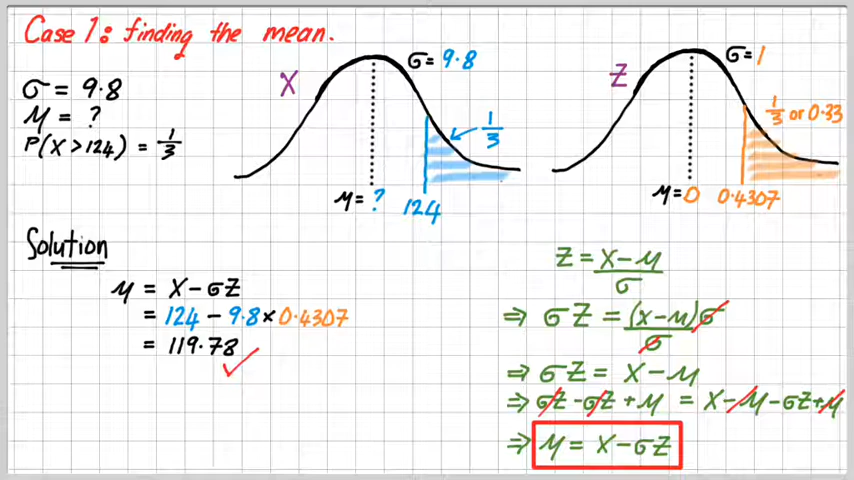 Case 1: finding the mean.
σ = 9.8
μ = ?
P(X > 124) = 1/3
X
σ = 9.8
1/3
μ = ?
124
Z
σ = 1
1/3 or 0.33
μ = 0
0.4307
Solution
μ = X - σZ
= 124 - 9.8 × 0.4307
= 119.78
Z = X - μ / σ
⇒ σZ = (X - μ)σ / σ
⇒ σZ = X - μ
⇒ σZ - σZ + μ = X - μ - σZ + μ
⇒ μ = X - σZ